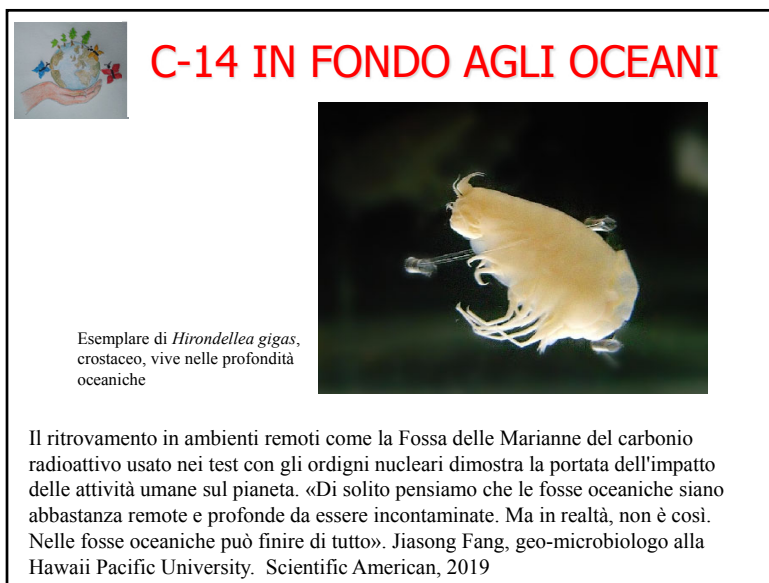 C-14 IN FONDO AGLI OCEANI
Esemplare di Hirondellea gigas,
crostaceo, vive nelle profondità
oceaniche
Il ritrovamento in ambienti remoti come la Fossa delle Marianne del carbonio
radioattivo usato nei test con gli ordigni nucleari dimostra la portata dell'impatto
delle attività umane sul pianeta. «Di solito pensiamo che le fosse oceaniche siano
abbastanza remote e profonde da essere incontaminate. Ma in realtà, non è così.
Nelle fosse oceaniche può finire di tutto». Jiasong Fang, geo-microbiologo alla
Hawaii Pacific University. Scientific American, 2019